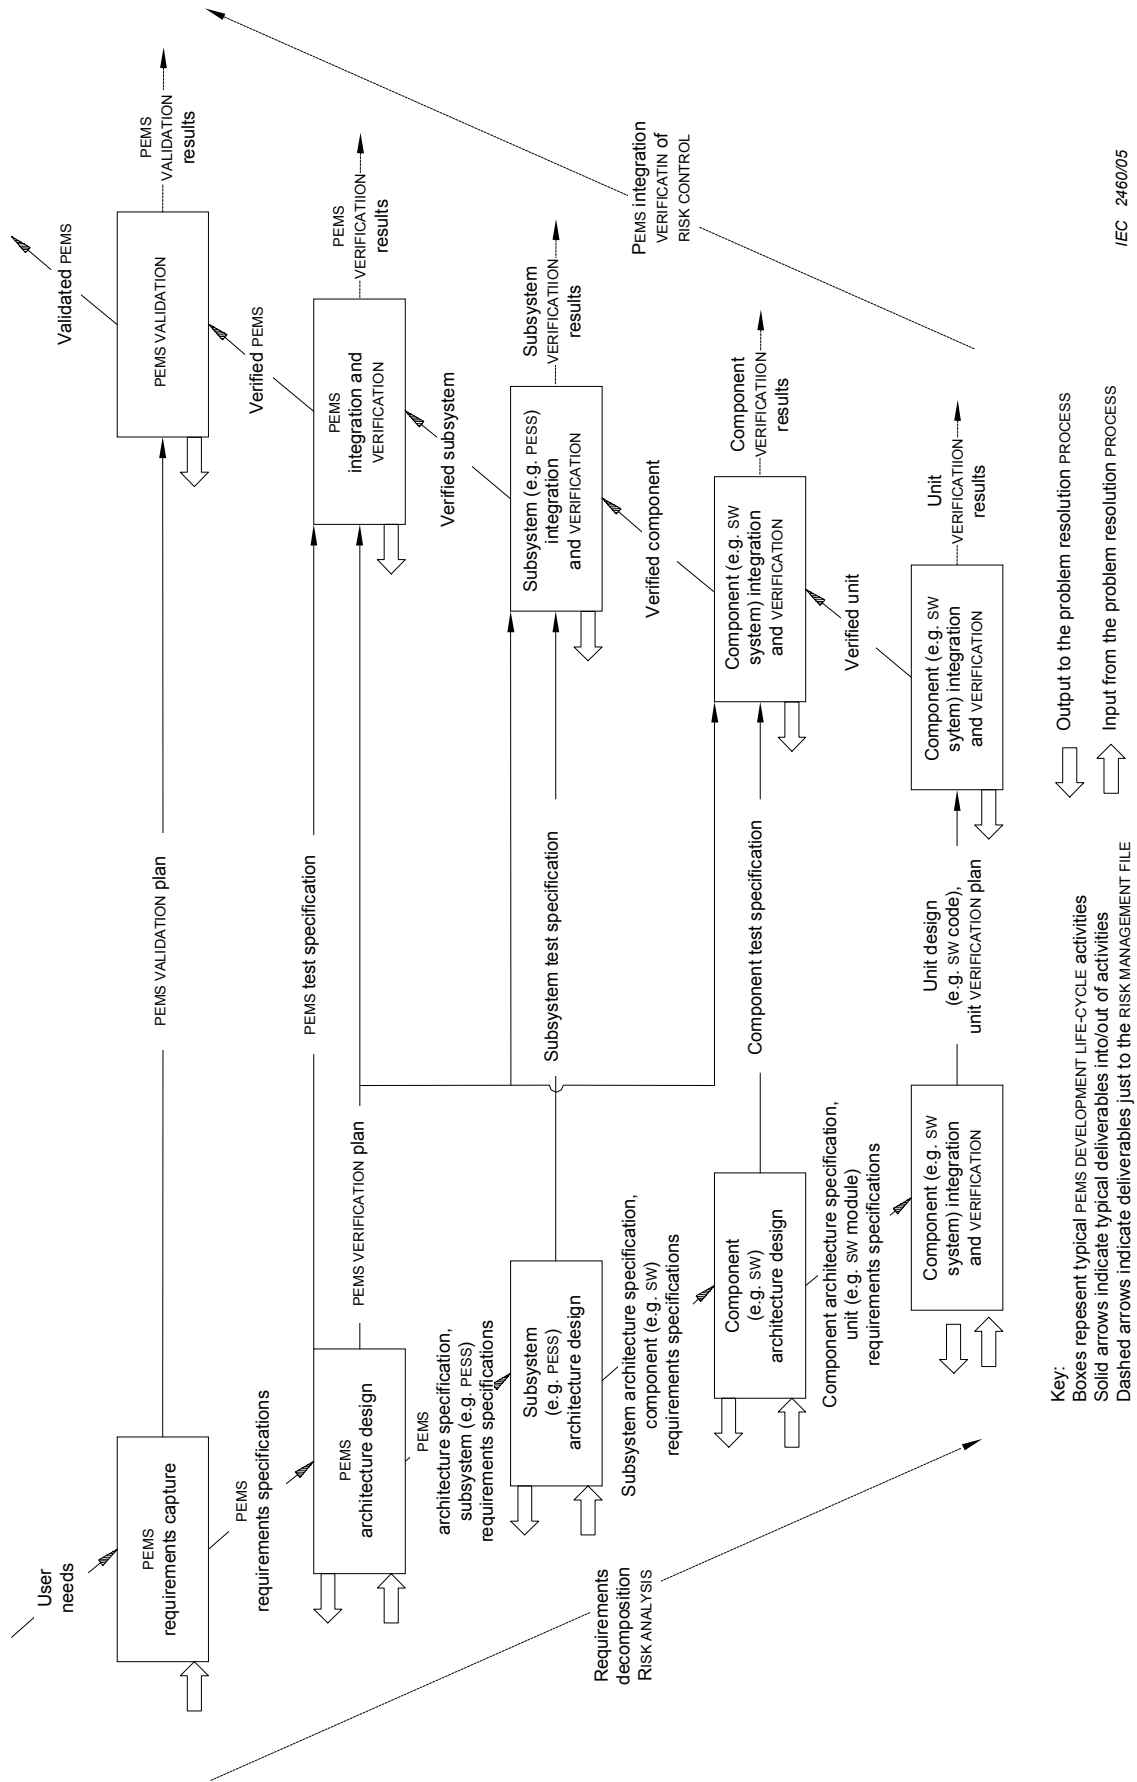 User
needs
PEMS
requirements capture
PEMS
requirements specifications
PEMS
architecture design
PEMS
architecture specification,
subsystem (e.g. PESS)
requirements specifications
Subsystem
(e.g. PESS)
architecture design
Subsystem architecture specification,
component (e.g. SW)
requirements specifications
Component
(e.g. SW)
architecture design
Component architecture specification,
unit (e.g. SW module)
requirements specifications
Component (e.g. SW
system) integration
and VERIFICATION
Requirements
decomposition
RISK ANALYSIS
PEMS VALIDATION plan
PEMS test specification
PEMS VERIFICATION plan
Subsystem test specification
Component test specification
Unit design
(e.g. SW code),
unit VERIFICATION plan
Validated PEMS
PEMS VALIDATION
PEMS
VALIDATION
results
Verified PEMS
PEMS
integration and
VERIFICATION
PEMS
VERIFICATIION
results
Verified subsystem
Subsystem (e.g. PESS)
integration
and VERIFICATION
Subsystem
VERIFICATIION
results
Verified component
Component (e.g. SW
system) integration
and VERIFICATION
Component
VERIFICATIION
results
Verified unit
Component (e.g. SW
sytem) integration
and VERIFICATION
Unit
VERIFICATIION
results
PEMS integration
VERIFICATIN of
RISK CONTROL
Key:
Boxes repesent typical PEMS DEVELOPMENT LIFE-CYCLE activities
Solid arrows indicate typical deliverables into/out of activities
Dashed arrows indicate deliverables just to the RISK MANAGEMENT FILE
Output to the problem resolution PROCESS
Input from the problem resolution PROCESS
IEC 2460/05